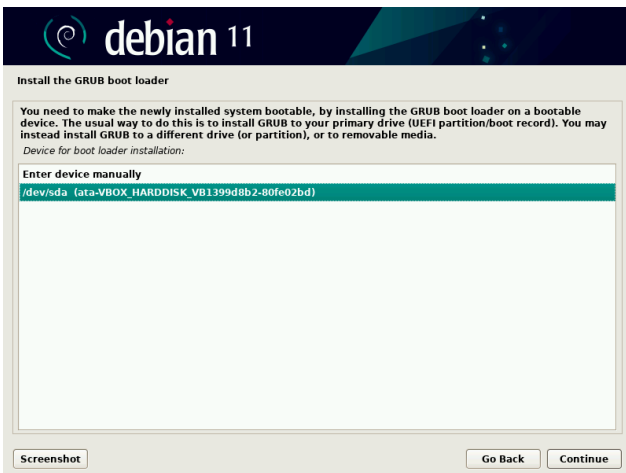 debian 11
Install the GRUB boot loader
You need to make the newly installed system bootable, by installing the GRUB boot loader on a bootable
device. The usual way to do this is to install GRUB to your primary drive (UEFI partition/boot record). You may
instead install GRUB to a different drive (or partition), or to removable media.
Device for boot loader installation:
Enter device manually
/dev/sda (ata-VBOX_HARDDISK_VB1399d8b2-80fe02bd)
Screenshot
Go Back
Continue